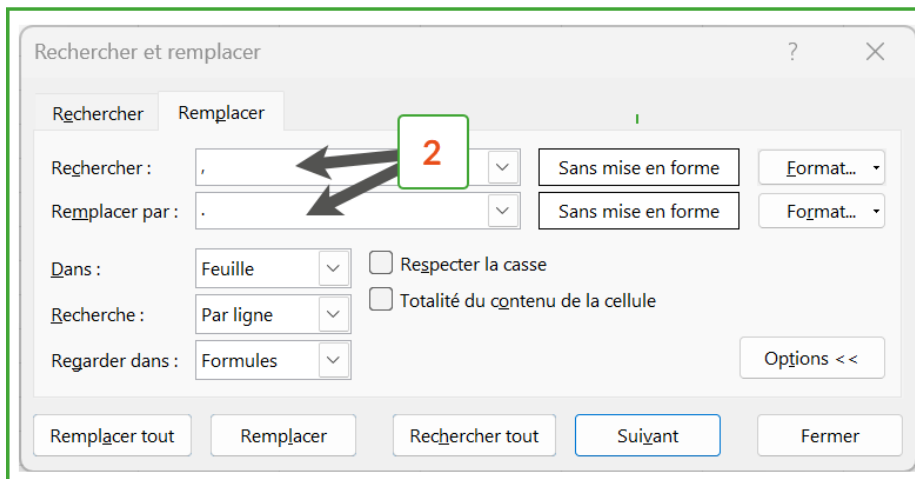 Rechercher et remplacer ?
Rechercher Remplacer
2
Rechercher : , Sans mise en forme Format...
Remplacer par : . Sans mise en forme Format...
Dans : Feuille Respecter la casse
Totalité du contenu de la cellule
Recherche : Par ligne
Regarder dans : Formules Options <<
Remplacer tout Remplacer Rechercher tout Suivant Fermer